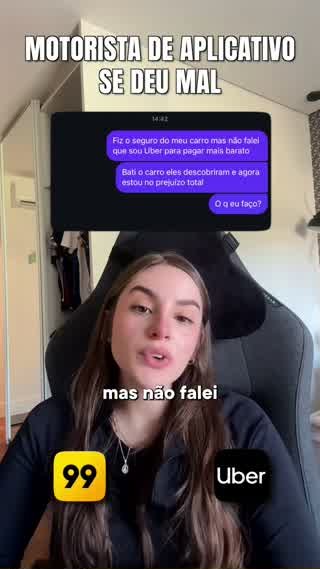 MOTORISTA DE APLICATIVO
SE DEU MAL
14:42
Fiz o seguro do meu carro mas não falei
que sou Uber para pagar mais barato
Bati o carro eles descobriram e agora
estou no prejuízo total
O q eu faço?
mas não falei
99
Uber